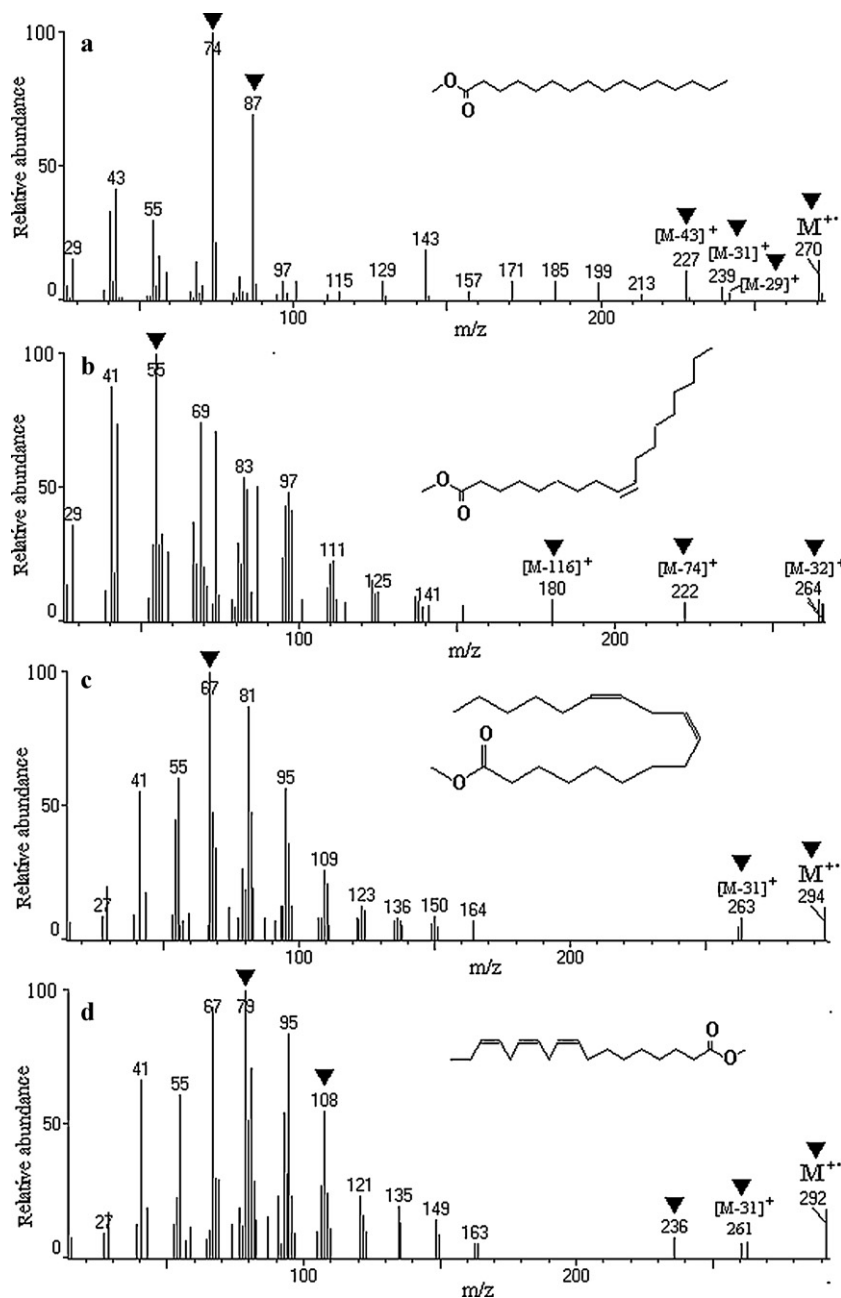 a
Relative abundance
100
50
0
29
43
55
74
87
97
115
129
143
157
171
185
199
213
[M-43]⁺
227
[M-31]⁺
239
[M-29]⁺
M⁺•
270
100
200
m/z
O
O
b
Relative abundance
100
50
0
29
41
55
69
83
97
111
125
141
[M-116]⁺
180
[M-74]⁺
222
[M-32]⁺
264
100
200
m/z
O
O
c
Relative abundance
100
50
0
27
41
55
67
81
95
109
123
136
150
164
[M-31]⁺
263
M⁺•
294
100
200
m/z
O
O
d
Relative abundance
100
50
0
27
41
55
67
79
95
108
121
135
149
163
236
[M-31]⁺
261
M⁺•
292
100
200
m/z
O
O